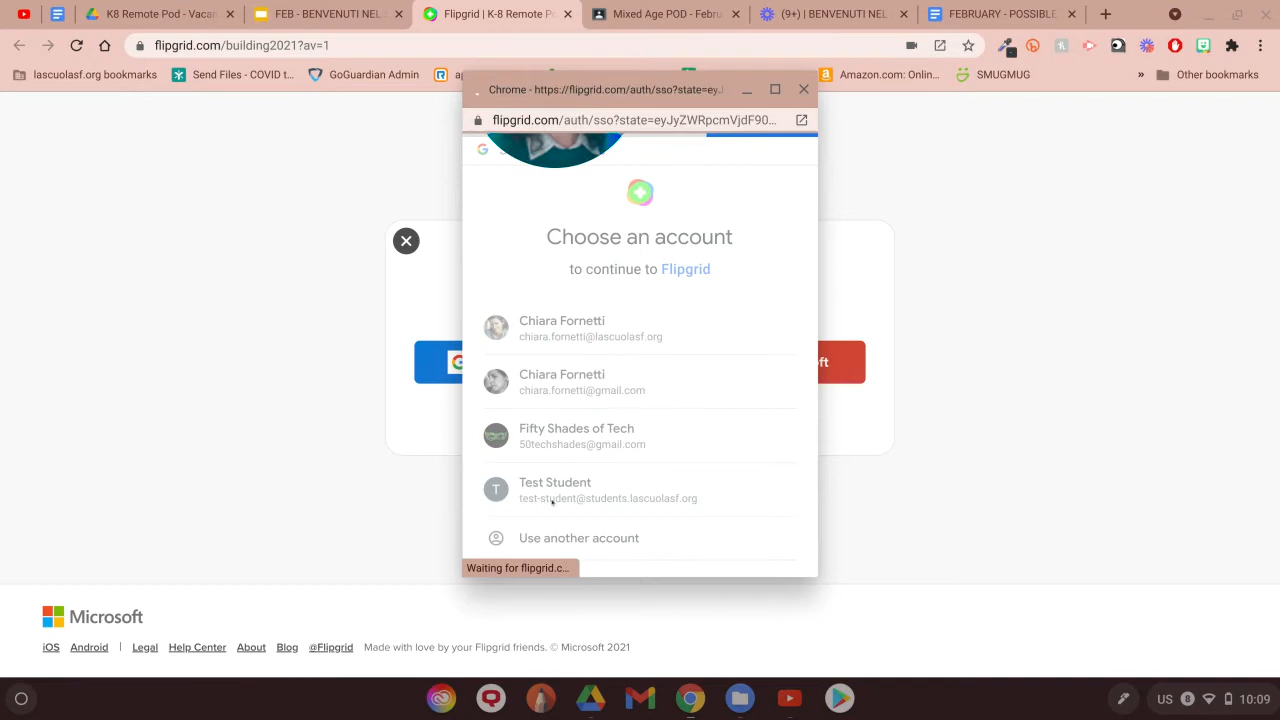 K8 Remote Pod - Vacan
FEB - BENVENUTI NEL
Flipgrid | K-8 Remote Po
Mixed Age POD - Februa
(9+) | BENVENUTI NEL
FEBRUARY - POSSIBLE
flipgrid.com/building2021?av=1
lascuolasf.org bookmarks
Send Files - COVID t...
GoGuardian Admin
Amazon.com: Onlin...
SMUGMUG
»
Other bookmarks
Chrome - https://flipgrid.com/auth/sso?state=eyJ
flipgrid.com/auth/sso?state=eyJyZWRpcmVjdF90...
Choose an account
to continue to Flipgrid
Chiara Fornetti
chiara.fornetti@lascuolasf.org
Chiara Fornetti
chiara.fornetti@gmail.com
Fifty Shades of Tech
50techshades@gmail.com
T
Test Student
test-student@students.lascuolasf.org
Use another account
Waiting for flipgrid.c...
Microsoft
iOS Android | Legal Help Center About Blog @Flipgrid Made with love by your Flipgrid friends. © Microsoft 2021
US 8 10:09